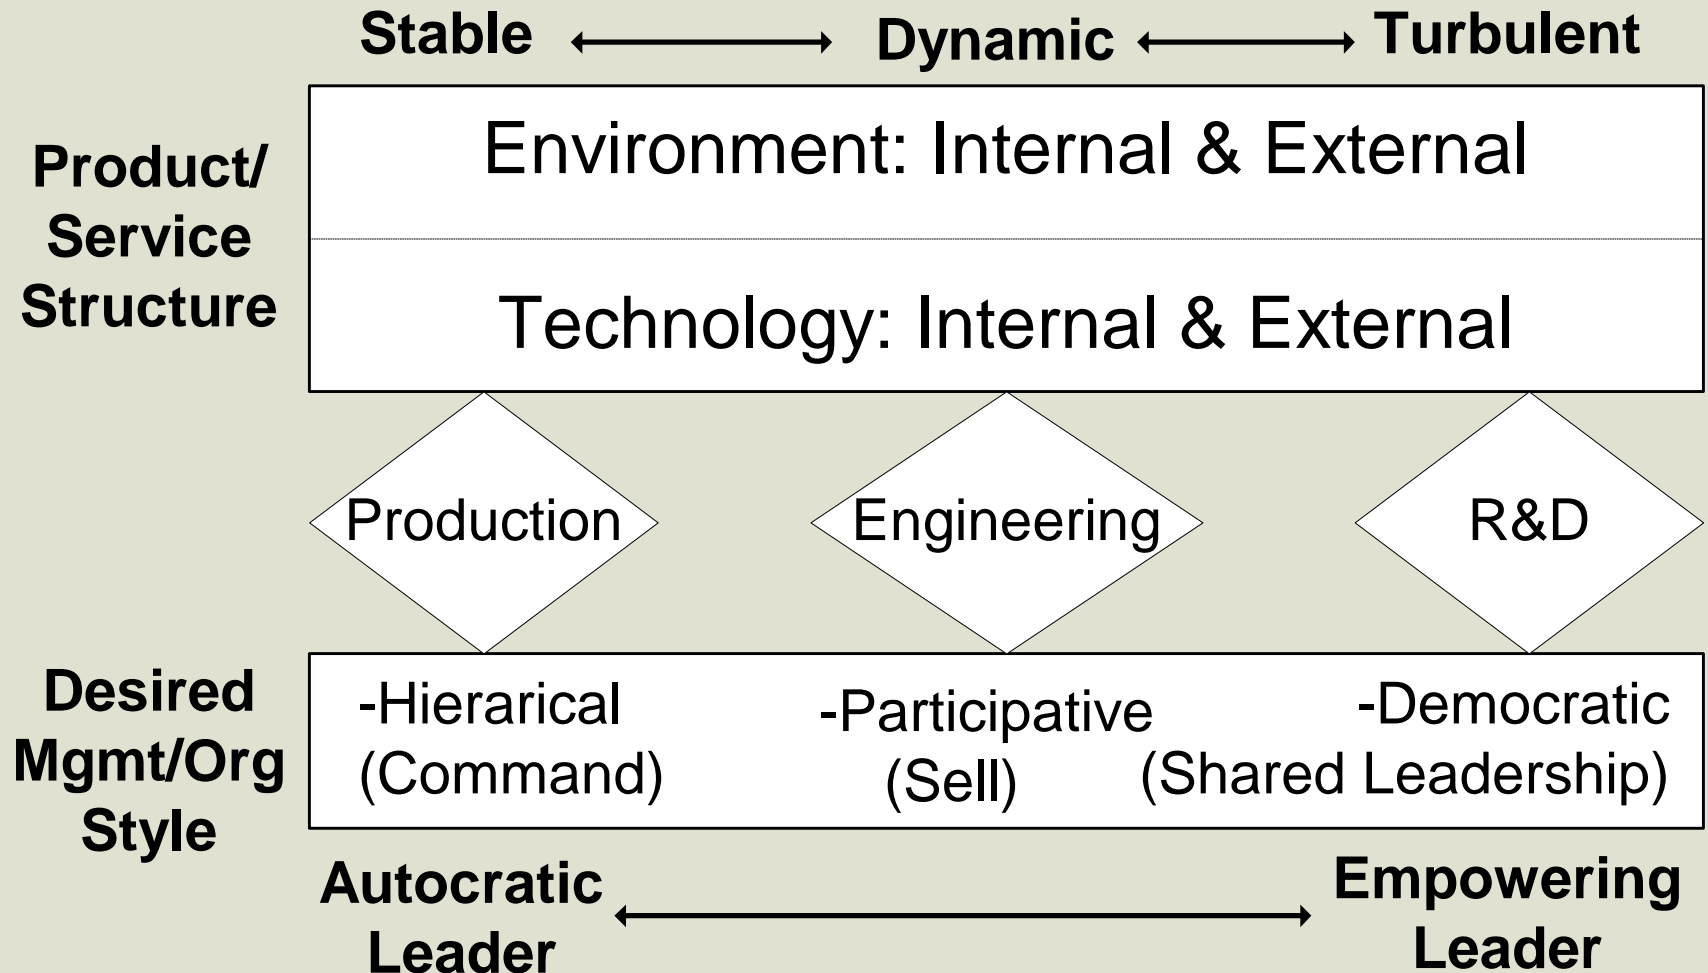 Stable Dynamic Turbulent
Product/
Service
Structure
Environment: Internal & External
Technology: Internal & External
Production Engineering R&D
Desired
Mgmt/Org
Style
-Hierarical
(Command)
-Participative
(Sell)
-Democratic
(Shared Leadership)
Autocratic
Leader
Empowering
Leader